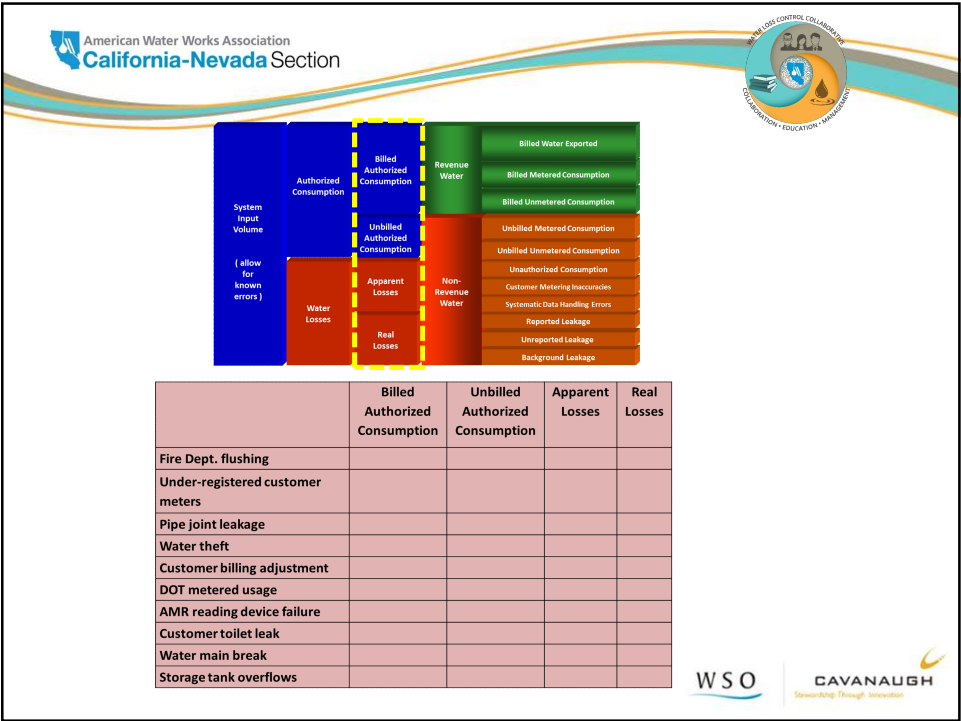 American Water Works Association
California-Nevada Section
WATER LOSS CONTROL COLLABORATIVE
COLLABORATION • EDUCATION • MANAGEMENT
System
Input
Volume
( allow
for
known
errors )
Authorized
Consumption
Water
Losses
Billed
Authorized
Consumption
Unbilled
Authorized
Consumption
Apparent
Losses
Real
Losses
Revenue
Water
Non-
Revenue
Water
Billed Water Exported
Billed Metered Consumption
Billed Unmetered Consumption
Unbilled Metered Consumption
Unbilled Unmetered Consumption
Unauthorized Consumption
Customer Metering Inaccuracies
Systematic Data Handling Errors
Reported Leakage
Unreported Leakage
Background Leakage
Billed
Authorized
Consumption
Unbilled
Authorized
Consumption
Apparent
Losses
Real
Losses
Fire Dept. flushing
Under-registered customer
meters
Pipe joint leakage
Water theft
Customer billing adjustment
DOT metered usage
AMR reading device failure
Customer toilet leak
Water main break
Storage tank overflows
WSO
CAVANAUGH
Stewardship Through Innovation